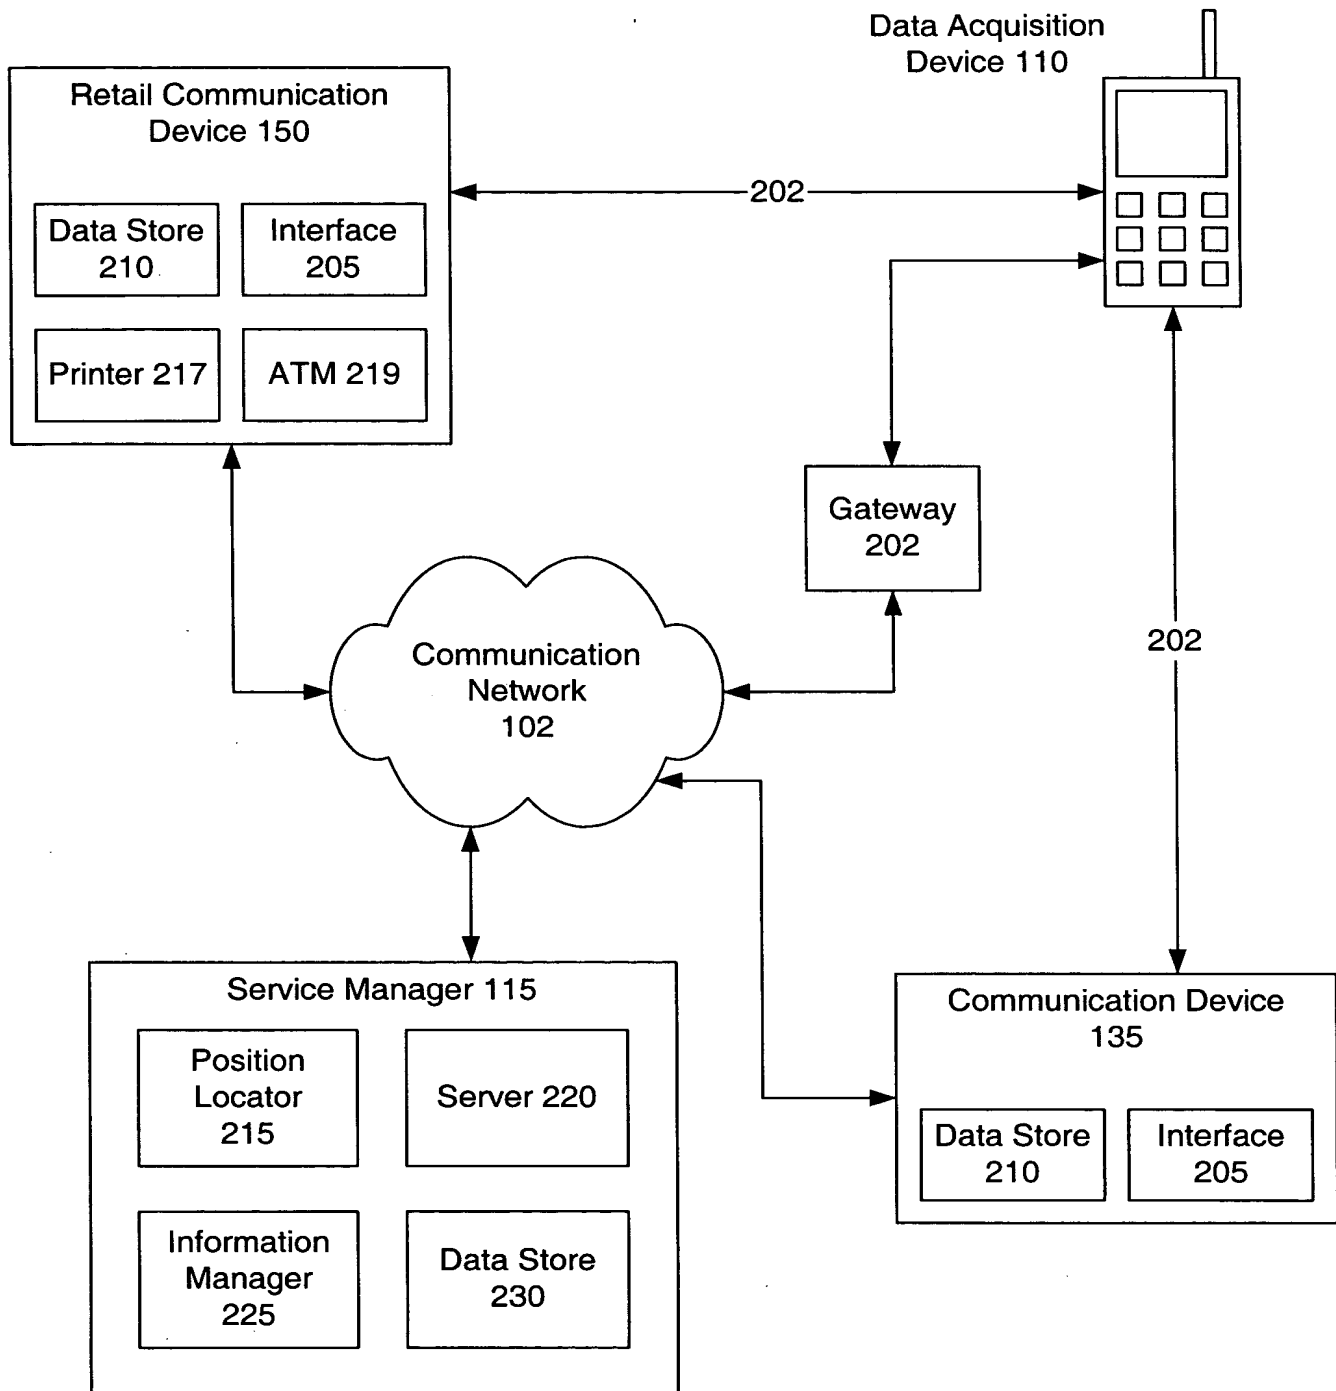 Data Acquisition
Device 110
Retail Communication
Device 150
Data Store
210
Interface
205
Printer 217
ATM 219
202
Gateway
202
202
Communication
Network
102
Service Manager 115
Position
Locator
215
Server 220
Information
Manager
225
Data Store
230
Communication Device
135
Data Store
210
Interface
205